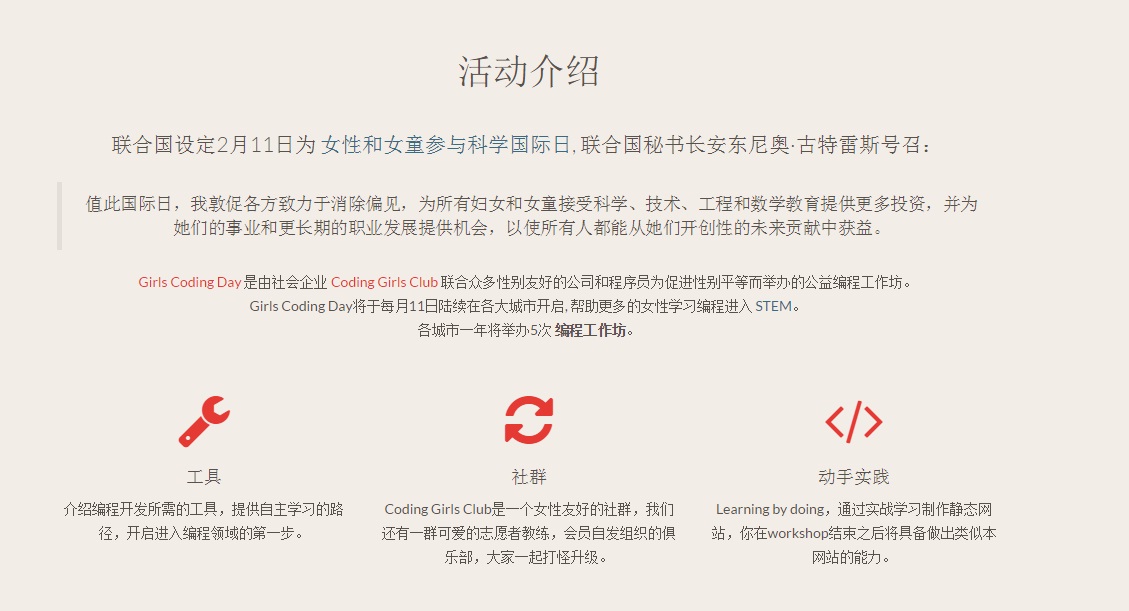 活动介绍
联合国设定2月11日为 女性和女童参与科学国际日, 联合国秘书长安东尼奥·古特雷斯号召：
值此国际日，我敦促各方致力于消除偏见，为所有妇女和女童接受科学、技术、工程和数学教育提供更多投资，并为
她们的事业和更长期的职业发展提供机会，以使所有人都能从她们开创性的未来贡献中获益。
Girls Coding Day 是由社会企业 Coding Girls Club 联合众多性别友好的公司和程序员为促进性别平等而举办的公益编程工作坊。
Girls Coding Day将于每月11日陆续在各大城市开启, 帮助更多的女性学习编程进入 STEM。
各城市一年将举办5次 编程工作坊。
工具
介绍编程开发所需的工具，提供自主学习的路
径，开启进入编程领域的第一步。
社群
Coding Girls Club是一个女性友好的社群，我们
还有一群可爱的志愿者教练，会员自发组织的俱
乐部，大家一起打怪升级。
动手实践
Learning by doing，通过实战学习制作静态网
站，你在workshop结束之后将具备做出类似本
网站的能力。